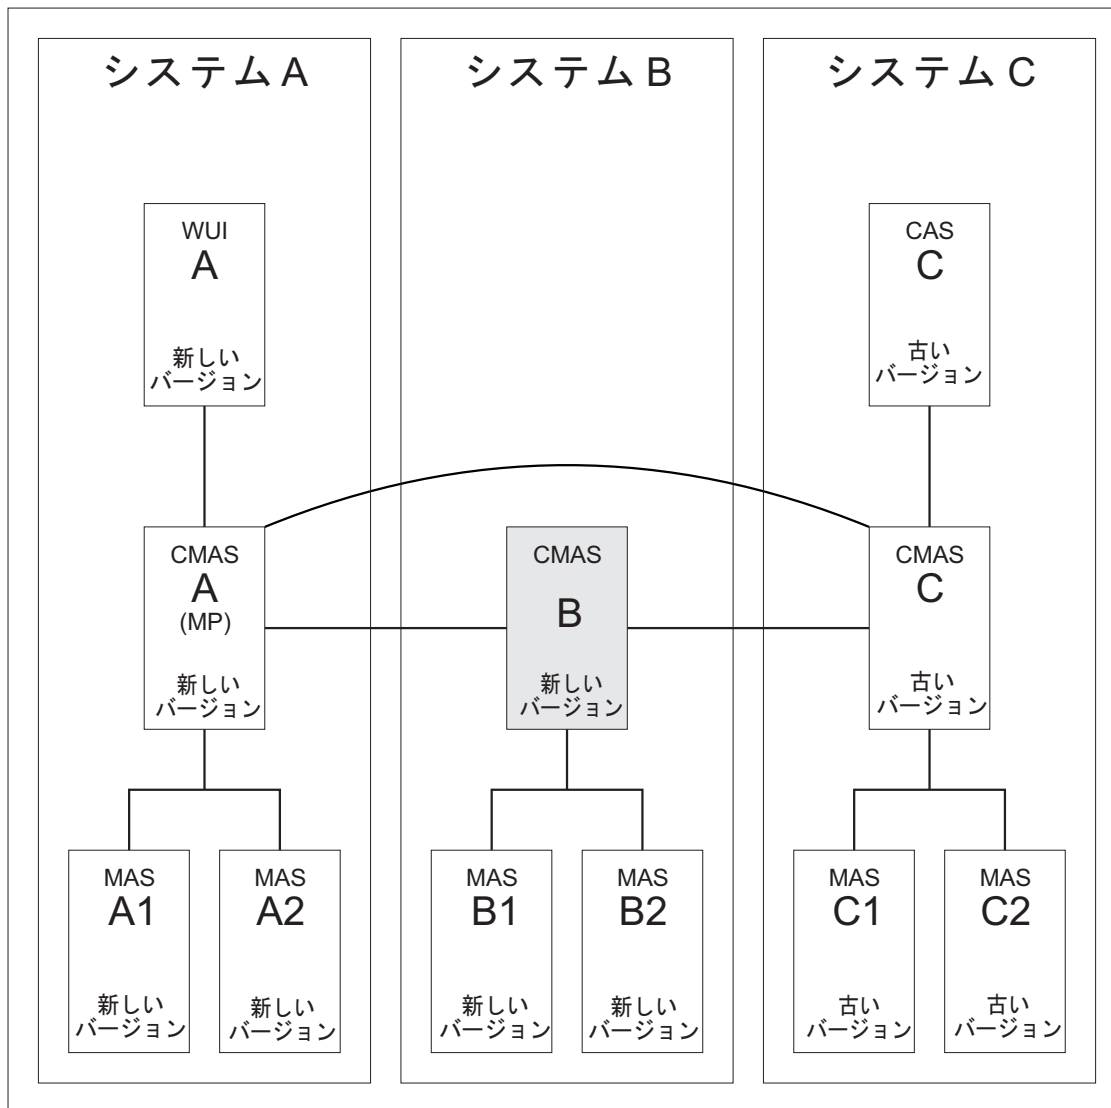 システム A
システム B
システム C
WUI
A
新しい
バージョン
CAS
C
古い
バージョン
CMAS
A
(MP)
新しい
バージョン
CMAS
B
新しい
バージョン
CMAS
C
古い
バージョン
MAS
A1
新しい
バージョン
MAS
A2
新しい
バージョン
MAS
B1
新しい
バージョン
MAS
B2
新しい
バージョン
MAS
C1
古い
バージョン
MAS
C2
古い
バージョン